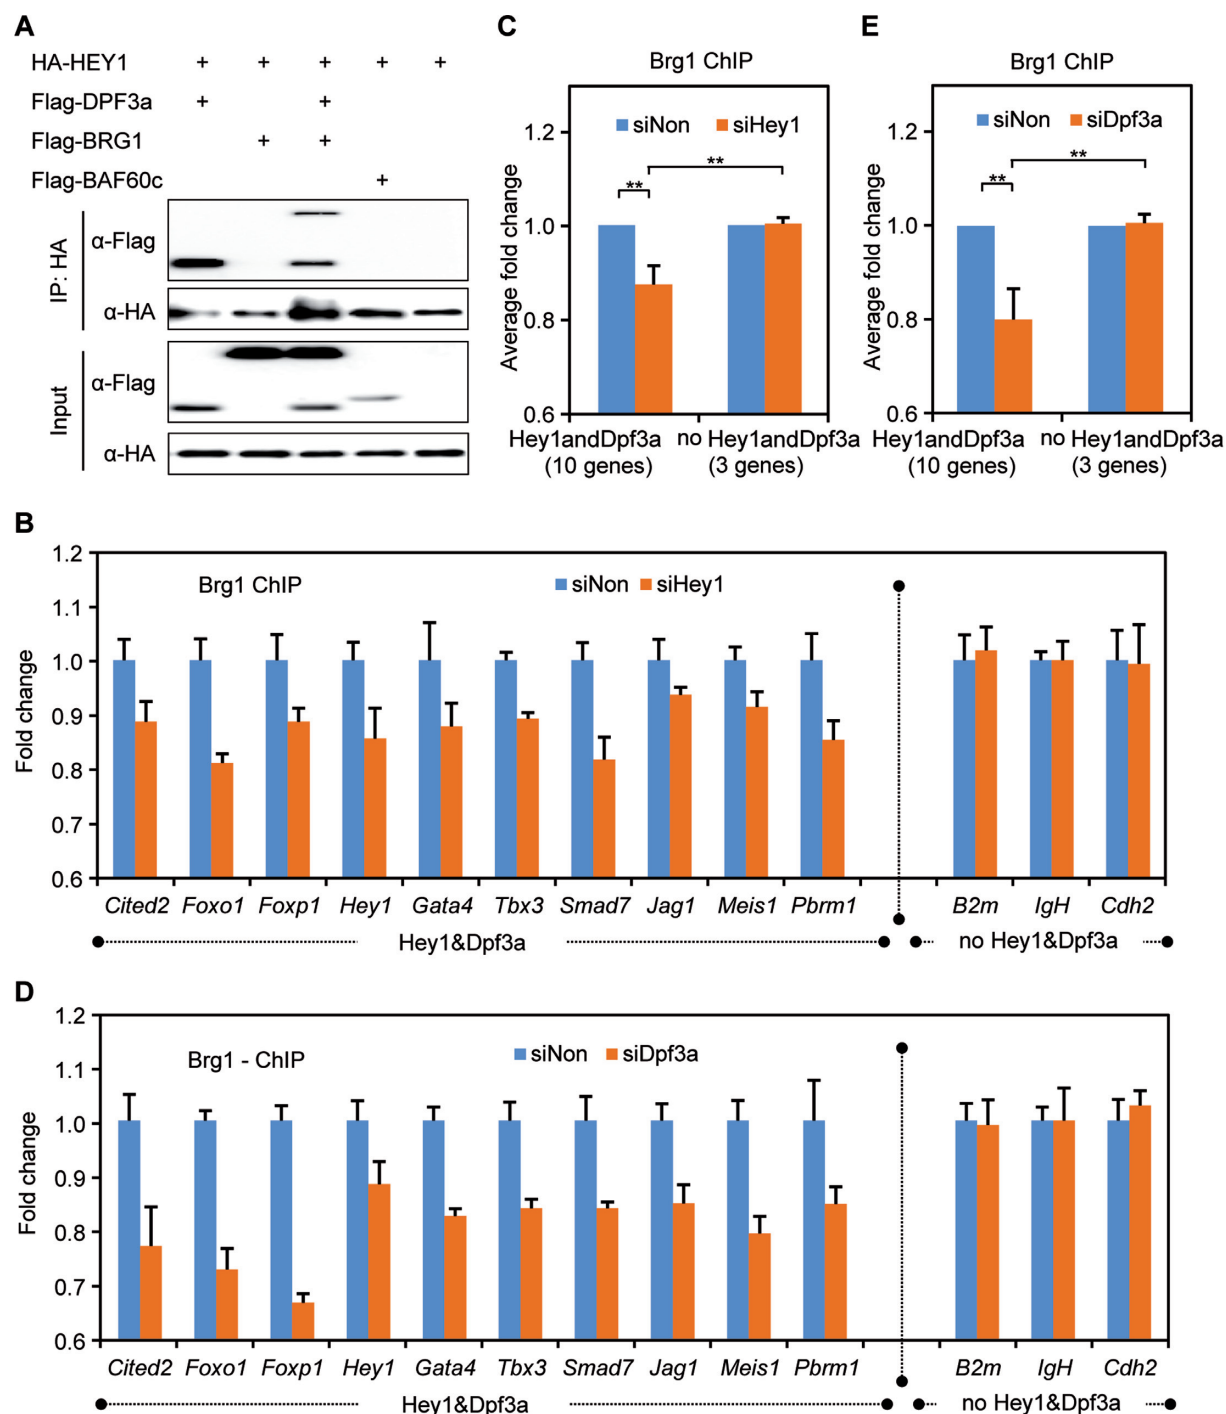 A
HA-HEY1 + + + + +
Flag-DPF3a + +
Flag-BRG1 + +
Flag-BAF60c +
IP: HA
α-Flag
α-HA
Input
α-Flag
α-HA
C
Brg1 ChIP
siNon siHey1
Average fold change
1.2
1.0
0.8
0.6
** **
Hey1andDpf3a no Hey1andDpf3a
(10 genes) (3 genes)
E
Brg1 ChIP
siNon siDpf3a
Average fold change
1.2
1.0
0.8
0.6
** **
Hey1andDpf3a no Hey1andDpf3a
(10 genes) (3 genes)
B
Brg1 ChIP
siNon siHey1
Fold change
1.2
1.1
1.0
0.9
0.8
0.7
0.6
Cited2 Foxo1 Foxp1 Hey1 Gata4 Tbx3 Smad7 Jag1 Meis1 Pbrm1 B2m IgH Cdh2
Hey1&Dpf3a no Hey1&Dpf3a
D
Brg1 - ChIP
siNon siDpf3a
Fold change
1.2
1.1
1.0
0.9
0.8
0.7
0.6
Cited2 Foxo1 Foxp1 Hey1 Gata4 Tbx3 Smad7 Jag1 Meis1 Pbrm1 B2m IgH Cdh2
Hey1&Dpf3a no Hey1&Dpf3a